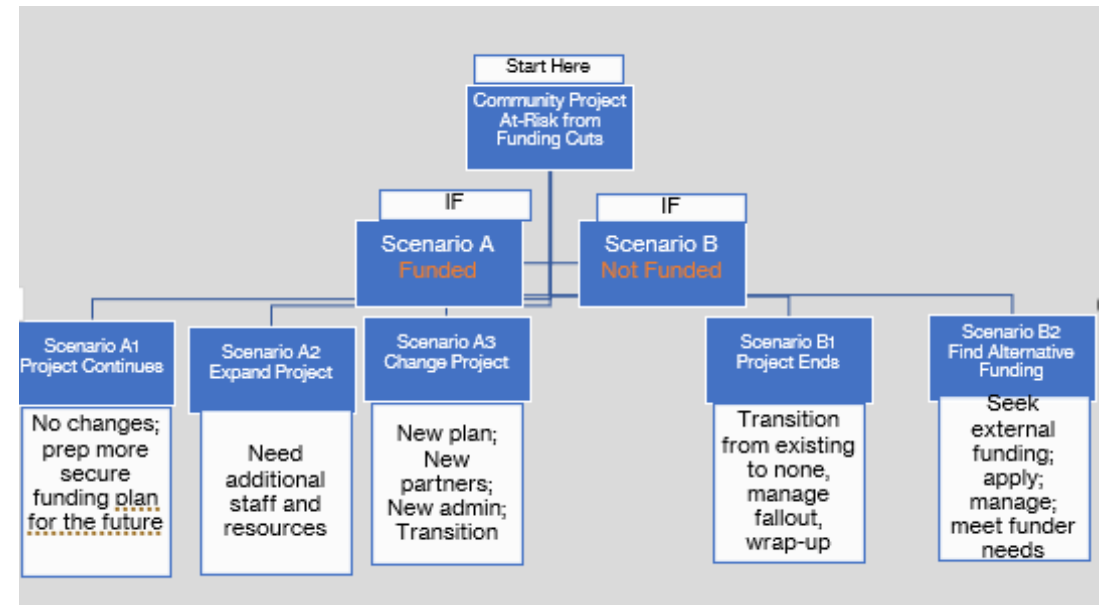 Start Here
Community Project
At-Risk from
Funding Cuts
IF
Scenario A
Funded
IF
Scenario B
Not Funded
Scenario A1
Project Continues
No changes;
prep more
secure
funding plan
for the future
Scenario A2
Expand Project
Need
additional
staff and
resources
Scenario A3
Change Project
New plan;
New
partners;
New admin;
Transition
Scenario B1
Project Ends
Transition
from existing
to none,
manage
fallout,
wrap-up
Scenario B2
Find Alternative
Funding
Seek
external
funding;
apply;
manage;
meet funder
needs